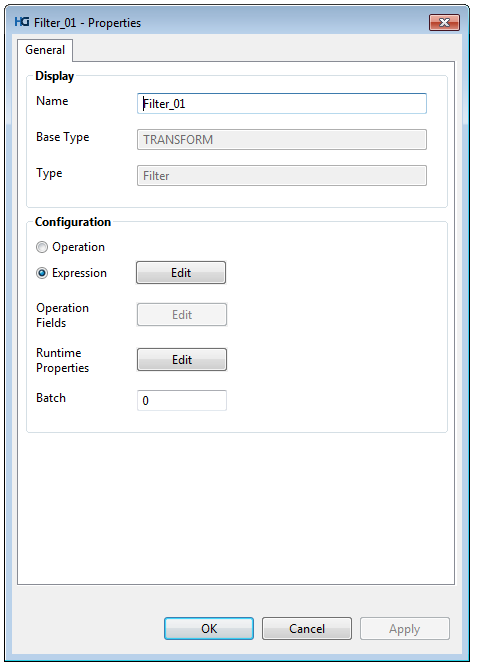 HG Filter_01 - Properties
General
Display
Name Filter_01
Base Type TRANSFORM
Type Filter
Configuration
Operation
Expression Edit
Operation
Fields Edit
Runtime
Properties Edit
Batch 0
OK Cancel Apply